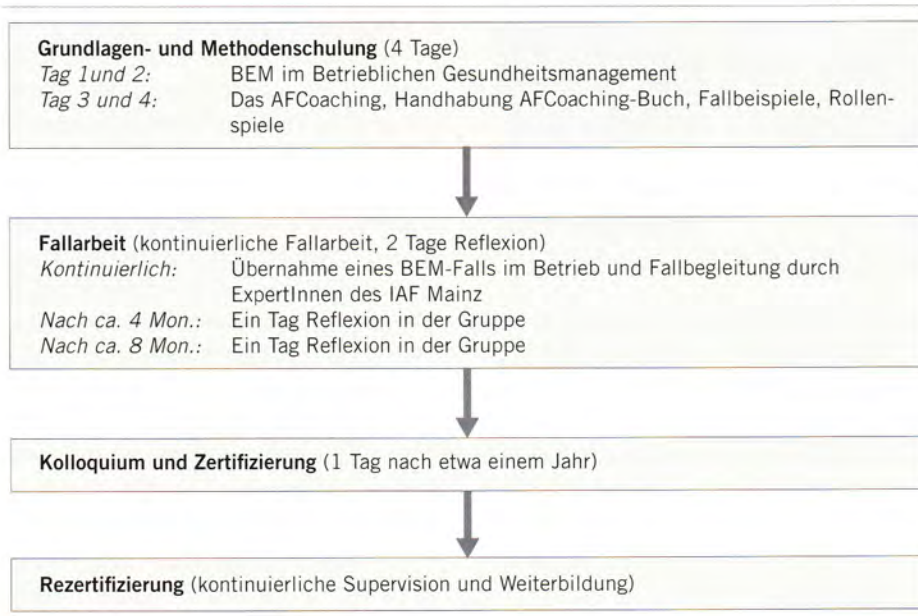 Grundlagen- und Methodenschulung (4 Tage)
Tag 1und 2: BEM im Betrieblichen Gesundheitsmanagement
Tag 3 und 4: Das AFCoaching, Handhabung AFCoaching-Buch, Fallbeispiele, Rollen-
spiele
Fallarbeit (kontinuierliche Fallarbeit, 2 Tage Reflexion)
Kontinuierlich: Übernahme eines BEM-Falls im Betrieb und Fallbegleitung durch
ExpertInnen des IAF Mainz
Nach ca. 4 Mon.: Ein Tag Reflexion in der Gruppe
Nach ca. 8 Mon.: Ein Tag Reflexion in der Gruppe
Kolloquium und Zertifizierung (1 Tag nach etwa einem Jahr)
Rezertifizierung (kontinuierliche Supervision und Weiterbildung)